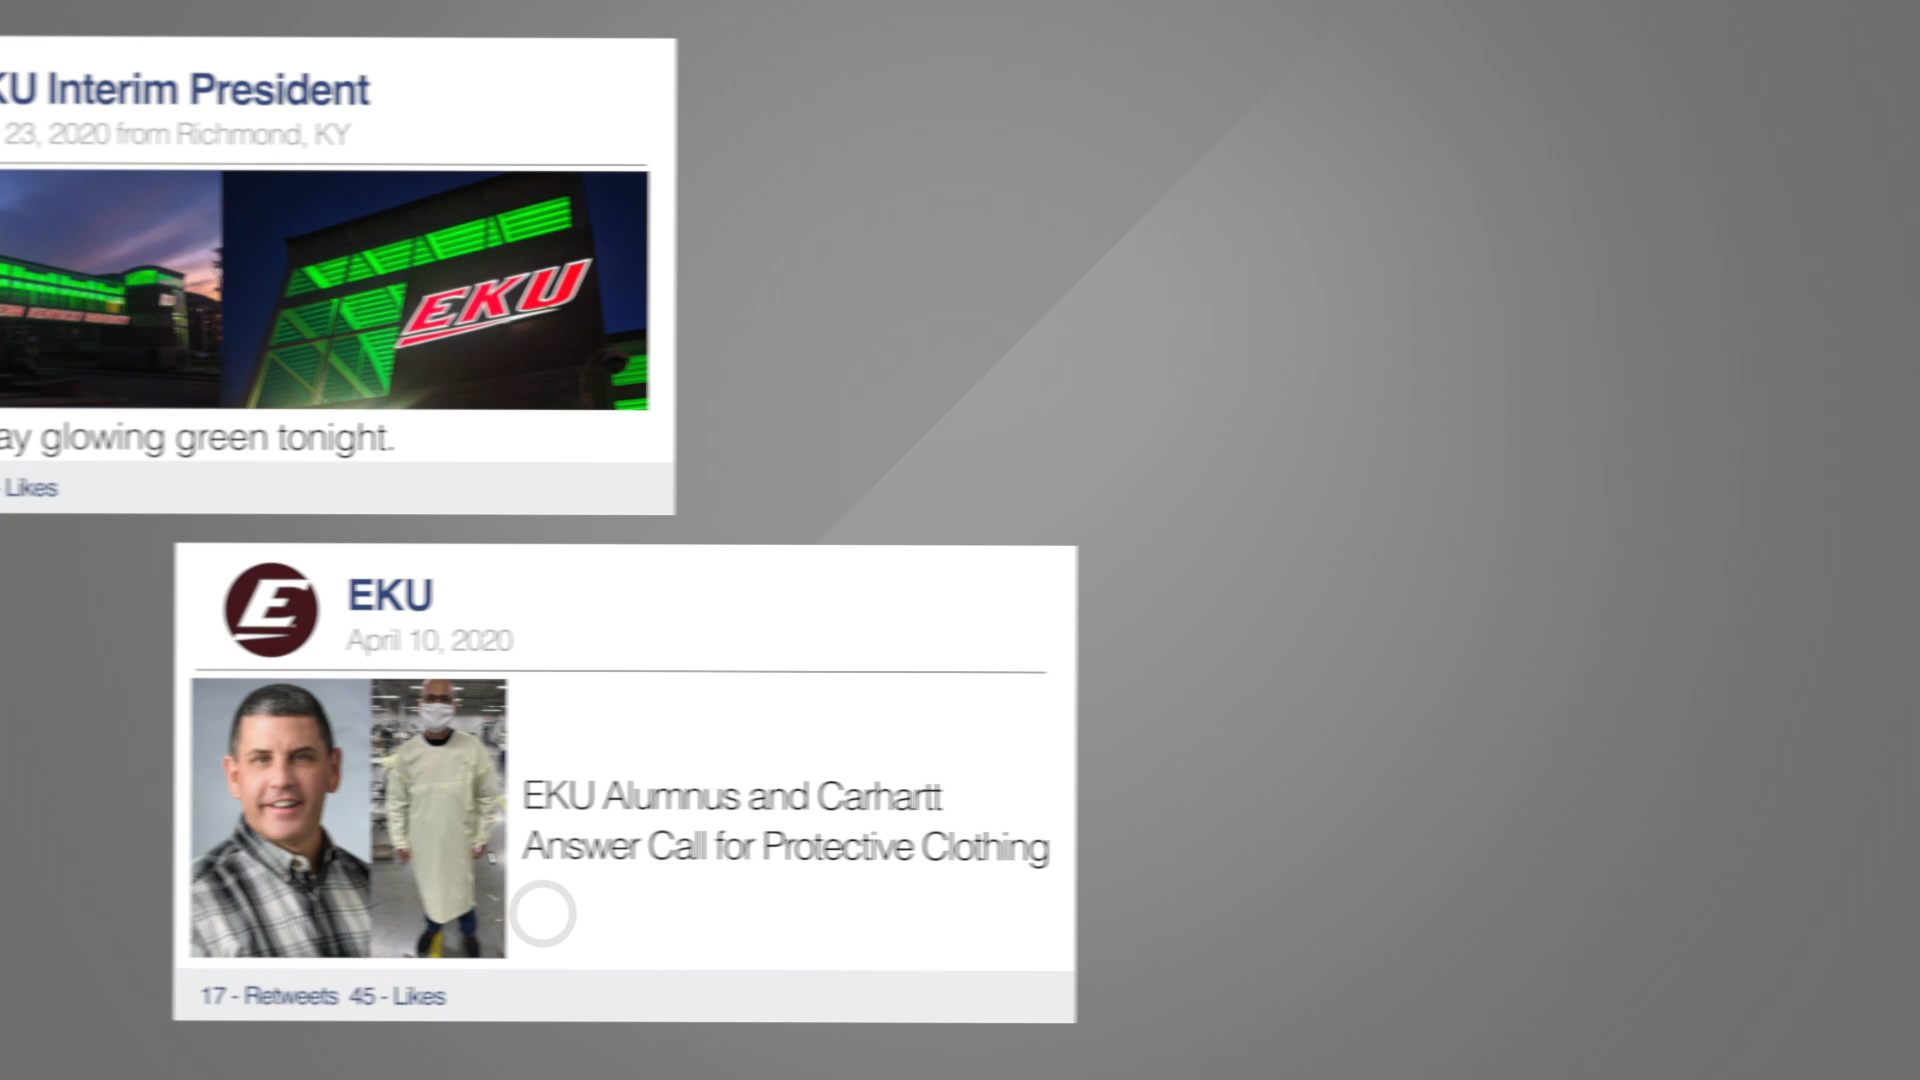 KU Interim President
23, 2020 from Richmond, KY
EKU
ay glowing green tonight.
- Likes
EKU
April 10, 2020
EKU Alumnus and Carhartt
Answer Call for Protective Clothing
17 - Retweets 45 - Likes